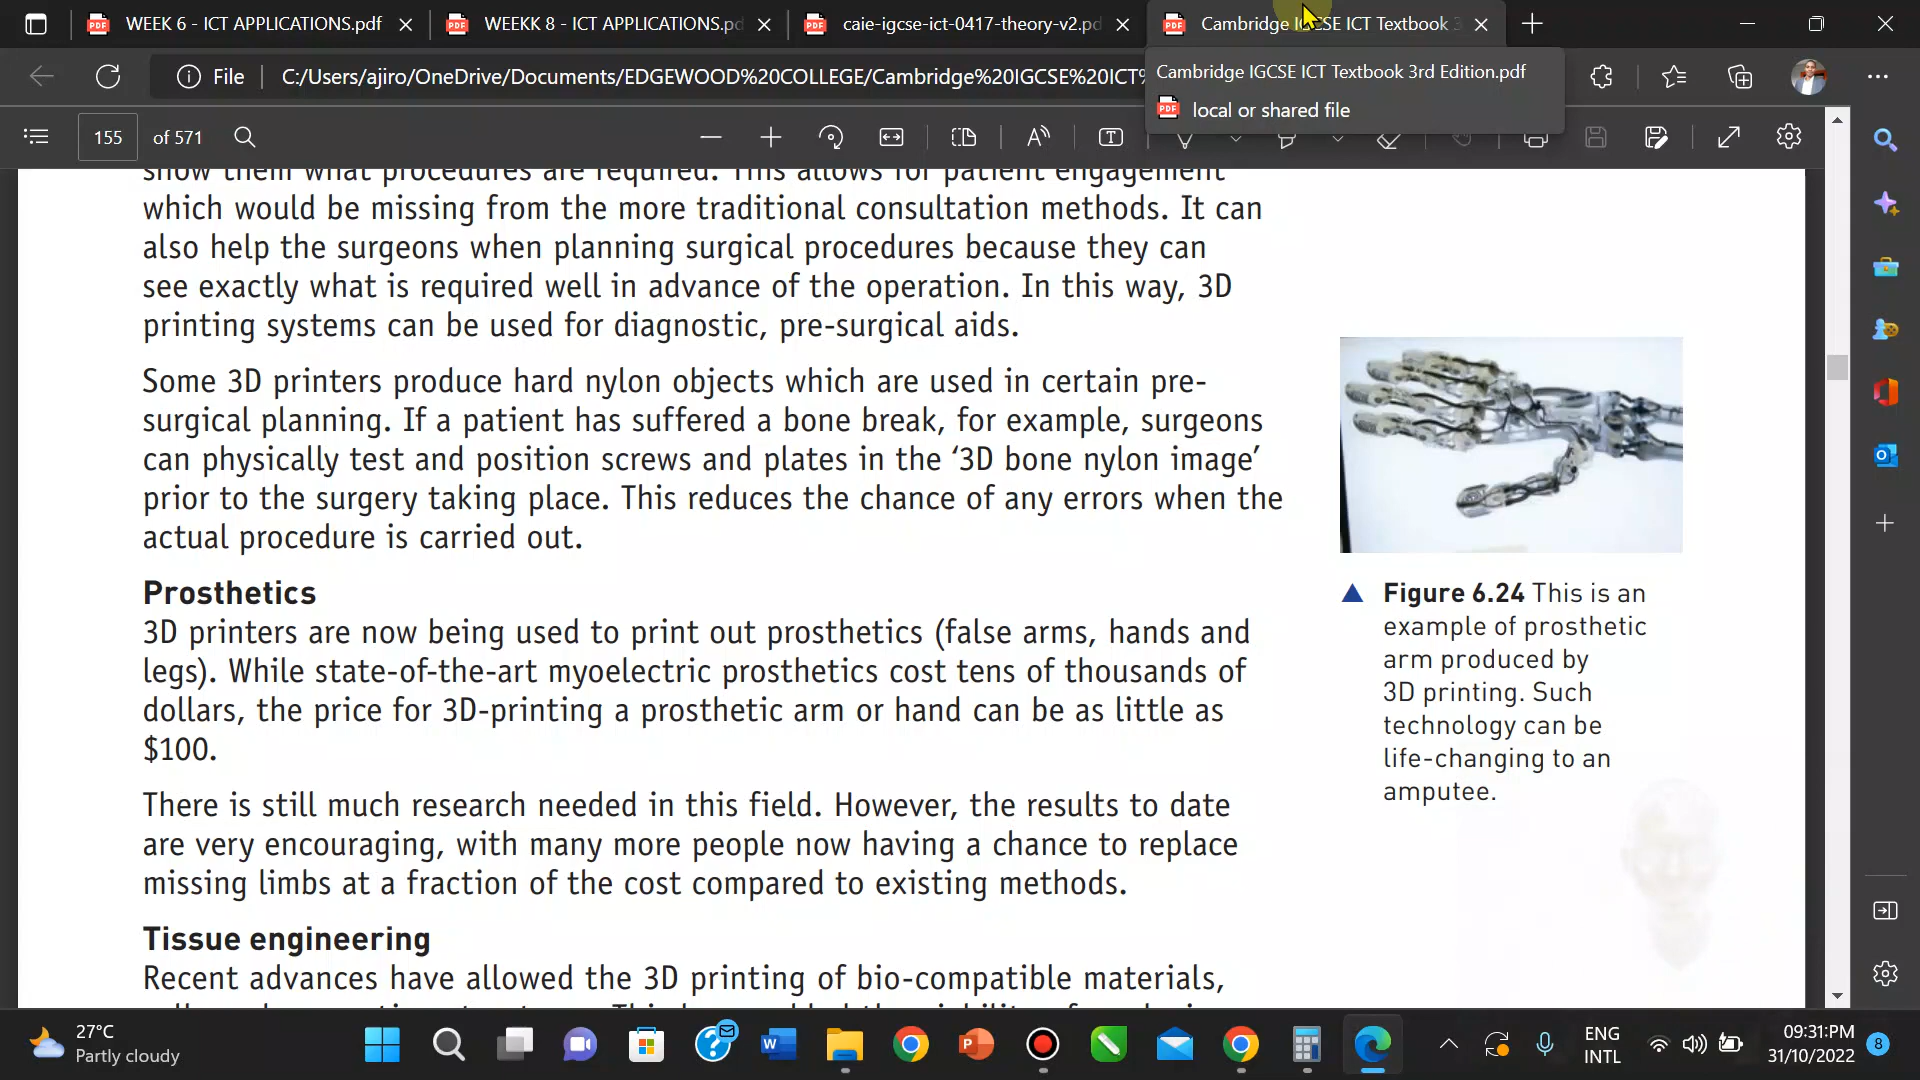 WEEK 6 - ICT APPLICATIONS.pdf
WEEKK 8 - ICT APPLICATIONS.pd
caie-igcse-ict-0417-theory-v2.pd
Cambridge IGCSE ICT Textbook 3
File
C:/Users/ajiro/OneDrive/Documents/EDGEWOOD%20COLLEGE/Cambridge%20IGCSE%20ICT%
Cambridge IGCSE ICT Textbook 3rd Edition.pdf
local or shared file
155 of 571
show them what procedures are required. This allows for patient engagement
which would be missing from the more traditional consultation methods. It can
also help the surgeons when planning surgical procedures because they can
see exactly what is required well in advance of the operation. In this way, 3D
printing systems can be used for diagnostic, pre-surgical aids.
Some 3D printers produce hard nylon objects which are used in certain pre-
surgical planning. If a patient has suffered a bone break, for example, surgeons
can physically test and position screws and plates in the ‘3D bone nylon image’
prior to the surgery taking place. This reduces the chance of any errors when the
actual procedure is carried out.
Prosthetics
3D printers are now being used to print out prosthetics (false arms, hands and
legs). While state-of-the-art myoelectric prosthetics cost tens of thousands of
dollars, the price for 3D-printing a prosthetic arm or hand can be as little as
$100.
There is still much research needed in this field. However, the results to date
are very encouraging, with many more people now having a chance to replace
missing limbs at a fraction of the cost compared to existing methods.
Tissue engineering
Recent advances have allowed the 3D printing of bio-compatible materials,
▲ Figure 6.24 This is an
example of prosthetic
arm produced by
3D printing. Such
technology can be
life-changing to an
amputee.
27°C
Partly cloudy
ENG
INTL
09:31:PM
31/10/2022
8